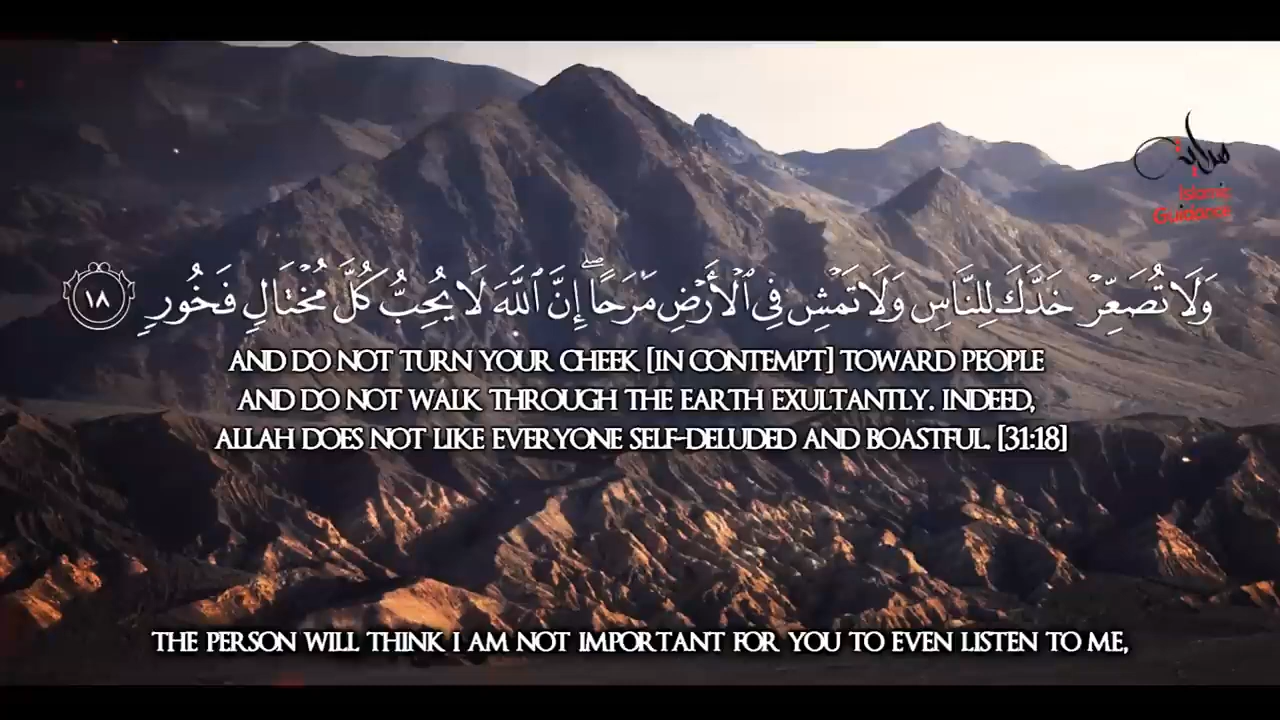 هداية
Islamic
Guidance
وَلَا تُصَعِّرْ خَدَّكَ لِلنَّاسِ وَلَا تَمْشِ فِى ٱلْأَرْضِ مَرَحًا ۖ إِنَّ ٱللَّهَ لَا يُحِبُّ كُلَّ مُخْتَالٍ فَخُورٍ ١٨
AND DO NOT TURN YOUR CHEEK [IN CONTEMPT] TOWARD PEOPLE
AND DO NOT WALK THROUGH THE EARTH EXULTANTLY. INDEED,
ALLAH DOES NOT LIKE EVERYONE SELF-DELUDED AND BOASTFUL. [31:18]
THE PERSON WILL THINK I AM NOT IMPORTANT FOR YOU TO EVEN LISTEN TO ME,